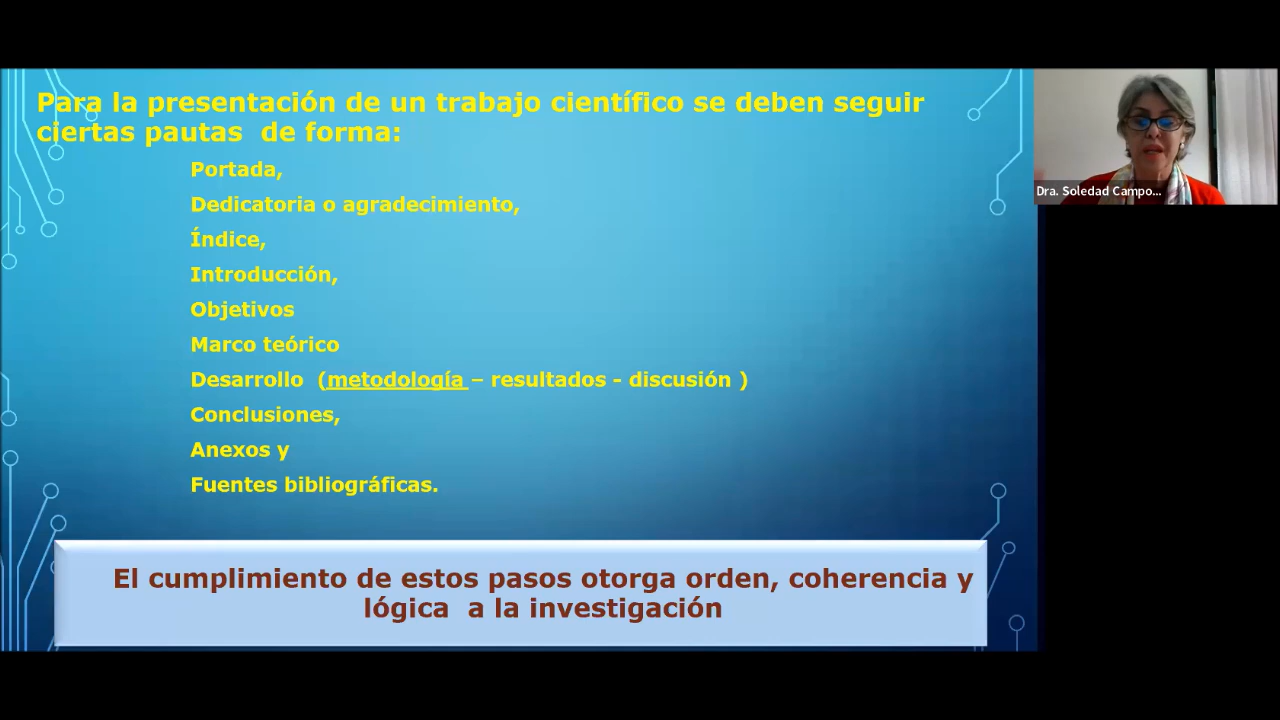 Para la presentación de un trabajo científico se deben seguir
ciertas pautas de forma:
Portada,
Dedicatoria o agradecimiento,
Índice,
Introducción,
Objetivos
Marco teórico
Desarrollo (metodología – resultados - discusión )
Conclusiones,
Anexos y
Fuentes bibliográficas.
El cumplimiento de estos pasos otorga orden, coherencia y
lógica a la investigación
Dra. Soledad Campo...